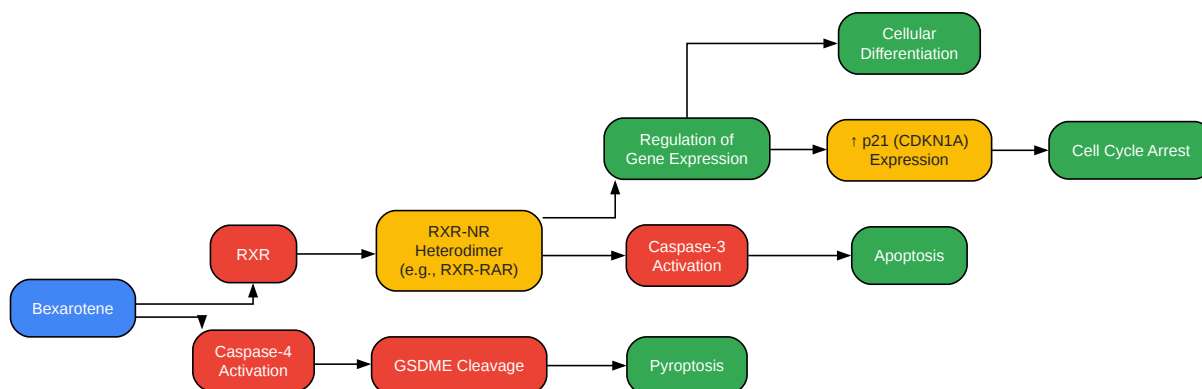 Cellular
Differentiation
Regulation of
Gene Expression
↑ p21 (CDKN1A)
Expression
Cell Cycle Arrest
RXR
RXR-NR
Heterodimer
(e.g., RXR-RAR)
Caspase-3
Activation
Apoptosis
Bexarotene
Caspase-4
Activation
GSDME Cleavage
Pyroptosis